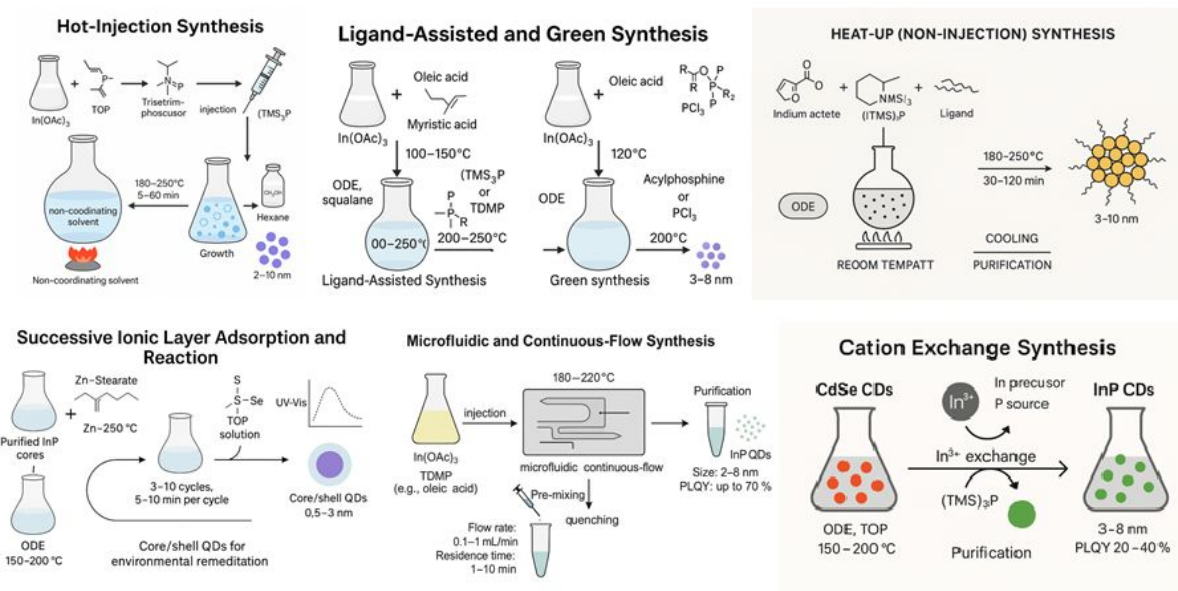 Hot-Injection Synthesis
In(OAc)₃
+
TOP
N=P
Trisetrim-
phoscusor
injection
(TMS₃P
non-coodinating
solvent
180–250°C
5–60 min
CH₃OH
Hexane
Growth
2–10 nm
Non-coordinating solvent
Ligand-Assisted and Green Synthesis
In(OAc)₃
+
Oleic acid
Myristic acid
100–150°C
ODE,
squalane
(TMS₃P
or
TDMP
P
P
R
00–250°(
200–250°C
Ligand-Assisted Synthesis
In(OAc)₃
+
Oleic acid
R
O
P
P
R
R₂
P
PCl₃
120°C
ODE
Acylphosphine
or
PCl₃
200°C
Green synthesis
3–8 nm
HEAT-UP (NON-INJECTION) SYNTHESIS
O
O
O
Indium actete
+
NMS/₃
(ITMS)₃P
+
Ligand
ODE
180–250°C
30–120 min
3–10 nm
REOOM TEMPATT
COOLING
PURIFICATION
Successive Ionic Layer Adsorption and
Reaction
Purified InP
cores
+
Zn–Stearate
Zn–250 °C
ODE
150–200 °C
3–10 cycles,
5–10 min per cycle
S
S–Se
TOP
solution
UV-Vis
Core/shell QDs
0,5–3 nm
Core/shell QDs for
environmental remeditation
Microfluidic and Continuous-Flow Synthesis
In(OAc)₃
TDMP
(e.g., oleic acid)
injection
180–220°C
microfluidic continuous-flow
Pre-mixing
quenching
Flow rate:
0.1–1 mL/min
Residence time:
1–10 min
Purification
InP QDs
Size: 2–8 nm
PLQY: up to 70 %
Cation Exchange Synthesis
CdSe CDs
ODE, TOP
150–200 °C
In³⁺
In precusor
P source
In³⁺ exchange
(TMS)₃iP
Purification
InP CDs
3–8 nm
PLQY 20–40 %